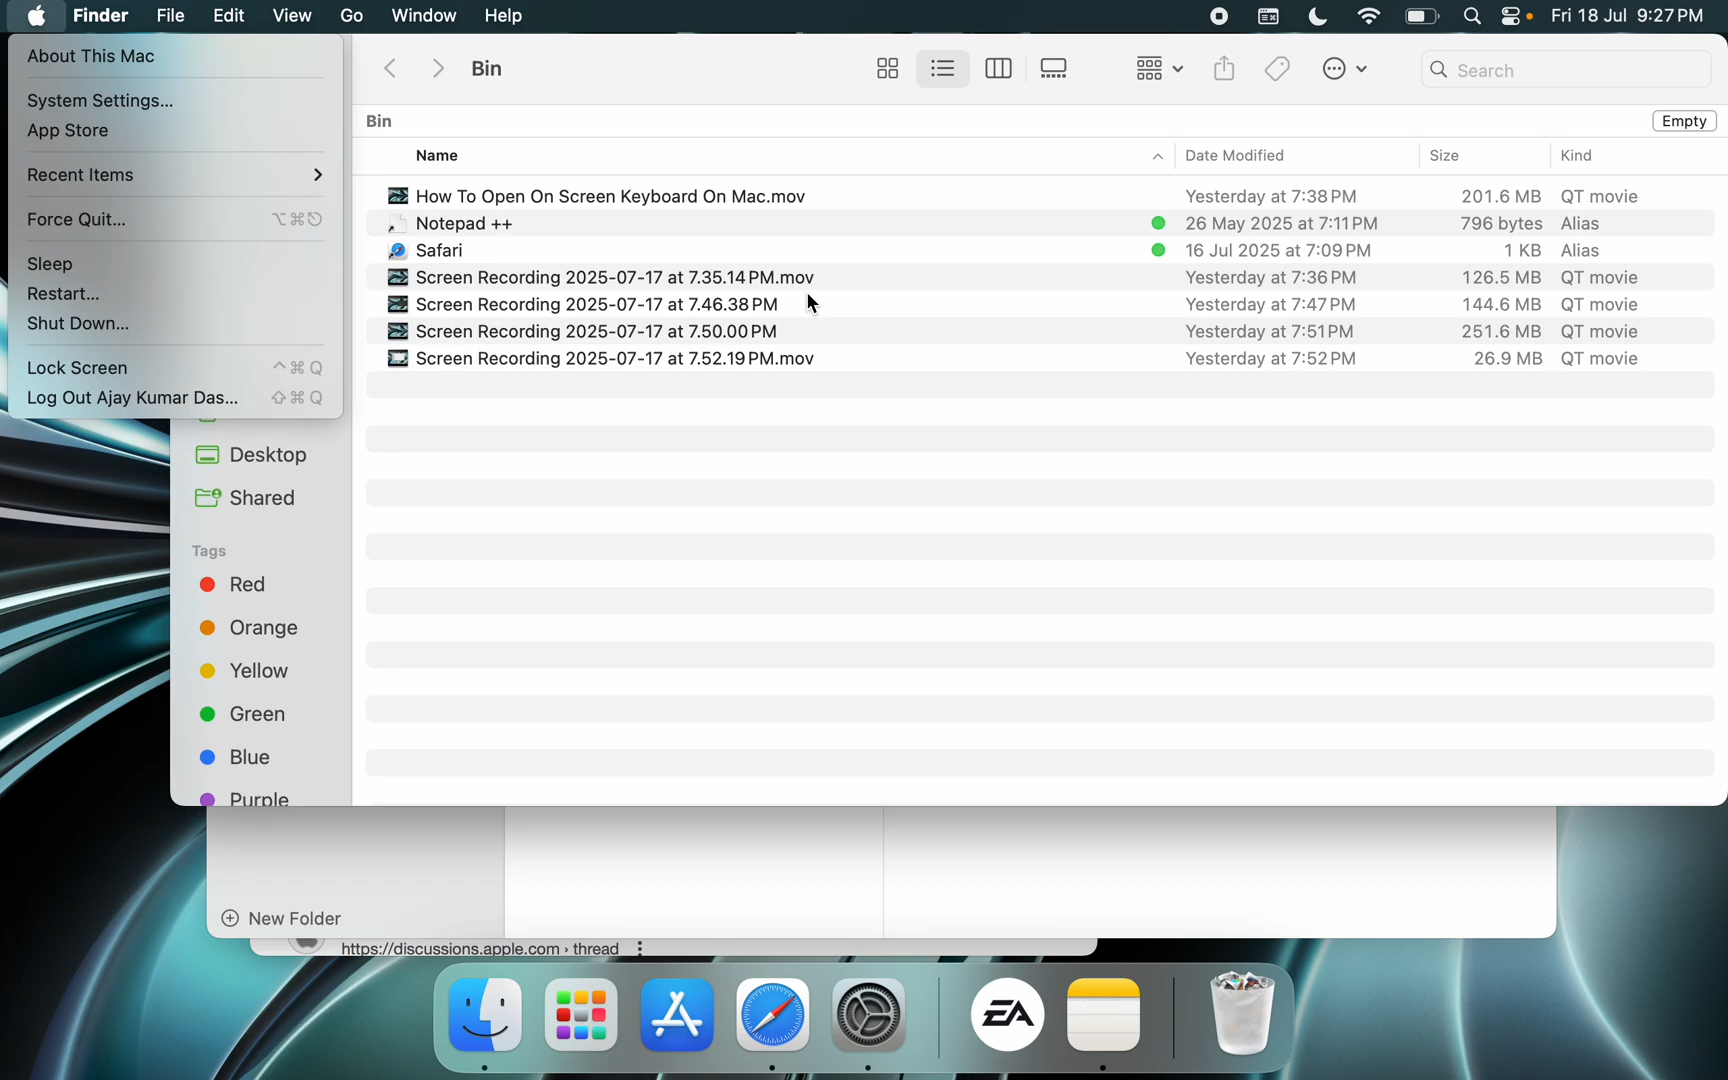 Finder File Edit View Go Window Help Fri 18 Jul 9:27 PM
About This Mac
System Settings...
App Store
Recent Items
Force Quit... ⌥⌘⎋
Sleep
Restart...
Shut Down...
Lock Screen ^⌘Q
Log Out Ajay Kumar Das... ⇧⌘Q
Desktop
Shared
Tags
Red
Orange
Yellow
Green
Blue
Purple
Bin Search
Bin Empty
Name Date Modified Size Kind
How To Open On Screen Keyboard On Mac.mov Yesterday at 7:38 PM 201.6 MB QT movie
Notepad ++ 26 May 2025 at 7:11 PM 796 bytes Alias
Safari 16 Jul 2025 at 7:09 PM 1 KB Alias
Screen Recording 2025-07-17 at 7.35.14 PM.mov Yesterday at 7:36 PM 126.5 MB QT movie
Screen Recording 2025-07-17 at 7.46.38 PM Yesterday at 7:47 PM 144.6 MB QT movie
Screen Recording 2025-07-17 at 7.50.00 PM Yesterday at 7:51 PM 251.6 MB QT movie
Screen Recording 2025-07-17 at 7.52.19 PM.mov Yesterday at 7:52 PM 26.9 MB QT movie
New Folder
https://discussions.apple.com › thread
EA